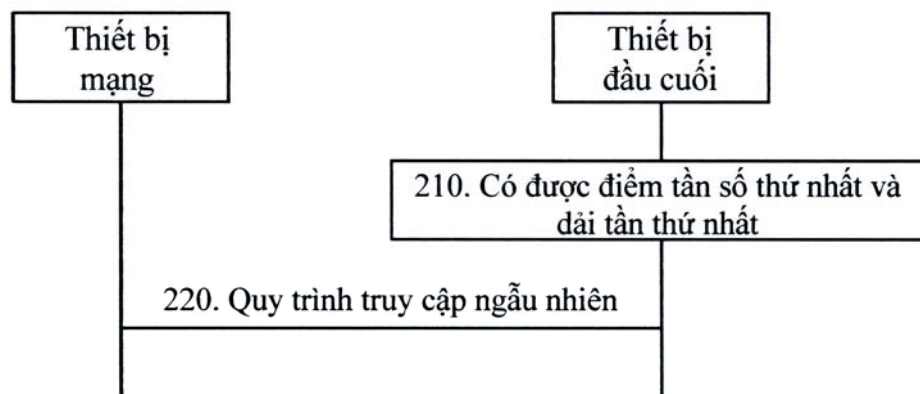 Thiết bị
mạng
Thiết bị
đầu cuối
210. Có được điểm tần số thứ nhất và
dải tần thứ nhất
220. Quy trình truy cập ngẫu nhiên